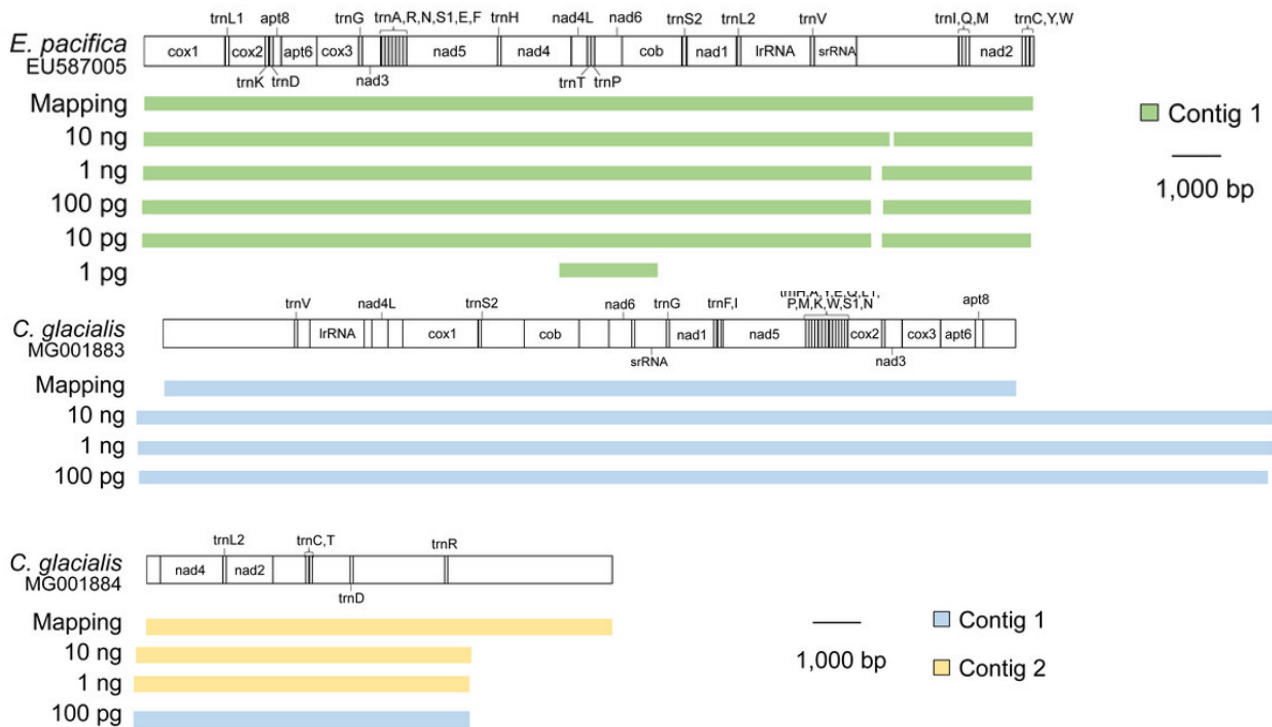 trnL1 apt8 trnG trnA,R,N,S1,E,F trnH nad4L nad6 trnS2 trnL2 trnV trnI,Q,M trnC,Y,W
E. pacifica cox1 cox2 apt6 cox3 nad5 nad4 cob nad1 lrRNA srRNA nad2
EU587005
trnK trnD nad3 trnT trnP
Mapping
10 ng Contig 1
1 ng
100 pg 1,000 bp
10 pg
1 pg
trnV nad4L trnS2 nad6 trnG trnF,I P,M,K,W,S1,N apt8
C. glacialis lrRNA cox1 cob nad1 nad5 cox2 cox3 apt6
MG001883
srRNA nad3
Mapping
10 ng
1 ng
100 pg
trnL2 trnC,T trnR
C. glacialis nad4 nad2
MG001884
trnD
Mapping Contig 1
10 ng
1 ng 1,000 bp Contig 2
100 pg